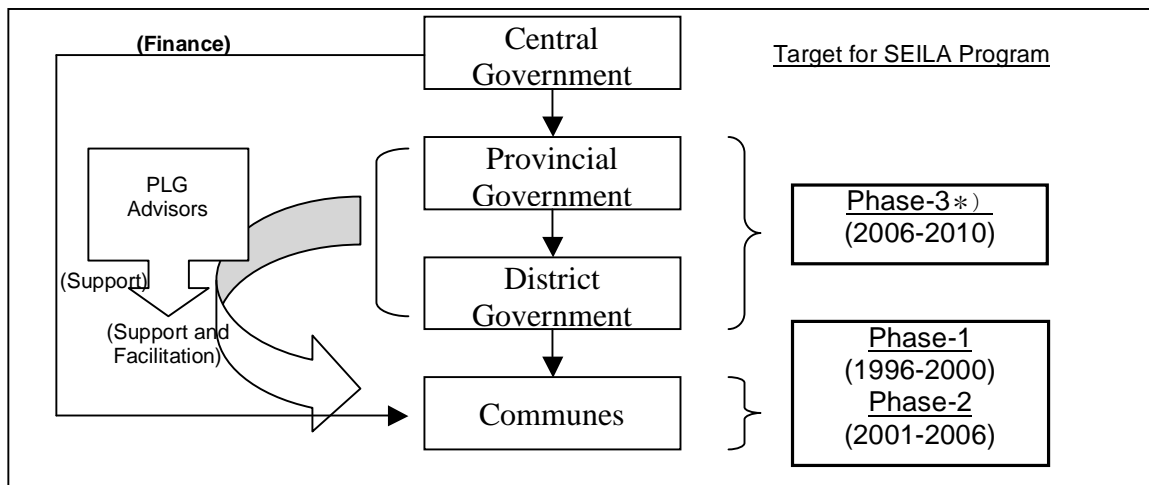 (Finance)
Central
Government
Target for SEILA Program
PLG
Advisors
Provincial
Government
Phase-3*）
(2006-2010)
(Support)
District
Government
(Support and
Facilitation)
Phase-1
(1996-2000)
Communes
Phase-2
(2001-2006)